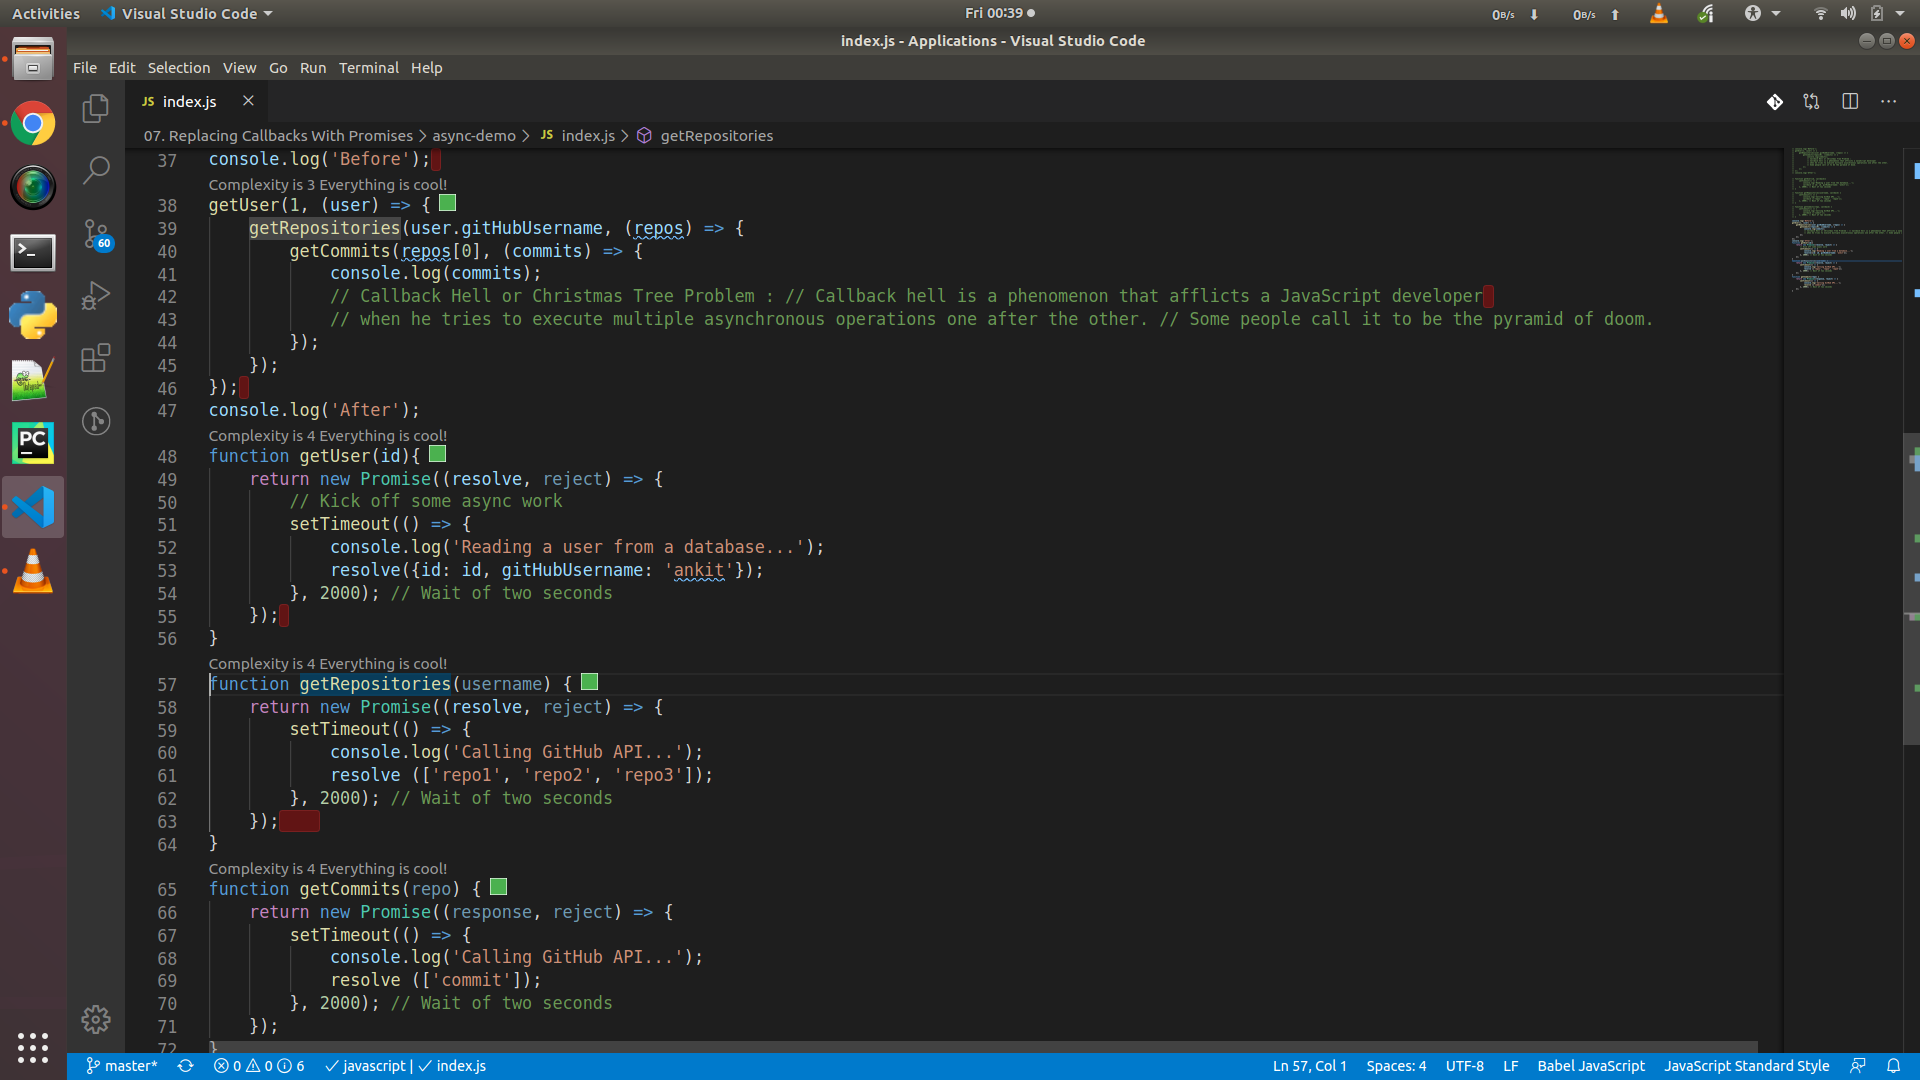 Activities Visual Studio Code Fri 00:39 0B/s 0B/s
index.js - Applications - Visual Studio Code
File Edit Selection View Go Run Terminal Help
JS index.js
07. Replacing Callbacks With Promises > async-demo > JS index.js > getRepositories
37 console.log('Before');
Complexity is 3 Everything is cool!
38 getUser(1, (user) => {
39 getRepositories(user.gitHubUsername, (repos) => {
40 getCommits(repos[0], (commits) => {
41 console.log(commits);
42 // Callback Hell or Christmas Tree Problem : // Callback hell is a phenomenon that afflicts a JavaScript developer
43 // when he tries to execute multiple asynchronous operations one after the other. // Some people call it to be the pyramid of doom.
44 });
45 });
46 });
47 console.log('After');
Complexity is 4 Everything is cool!
48 function getUser(id){
49 return new Promise((resolve, reject) => {
50 // Kick off some async work
51 setTimeout(() => {
52 console.log('Reading a user from a database...');
53 resolve({id: id, gitHubUsername: 'ankit'});
54 }, 2000); // Wait of two seconds
55 });
56 }
Complexity is 4 Everything is cool!
57 function getRepositories(username) {
58 return new Promise((resolve, reject) => {
59 setTimeout(() => {
60 console.log('Calling GitHub API...');
61 resolve (['repo1', 'repo2', 'repo3']);
62 }, 2000); // Wait of two seconds
63 });
64 }
Complexity is 4 Everything is cool!
65 function getCommits(repo) {
66 return new Promise((response, reject) => {
67 setTimeout(() => {
68 console.log('Calling GitHub API...');
69 resolve (['commit']);
70 }, 2000); // Wait of two seconds
71 });
72 }
60
PC
master* 0 0 6 javascript | index.js Ln 57, Col 1 Spaces: 4 UTF-8 LF Babel JavaScript JavaScript Standard Style